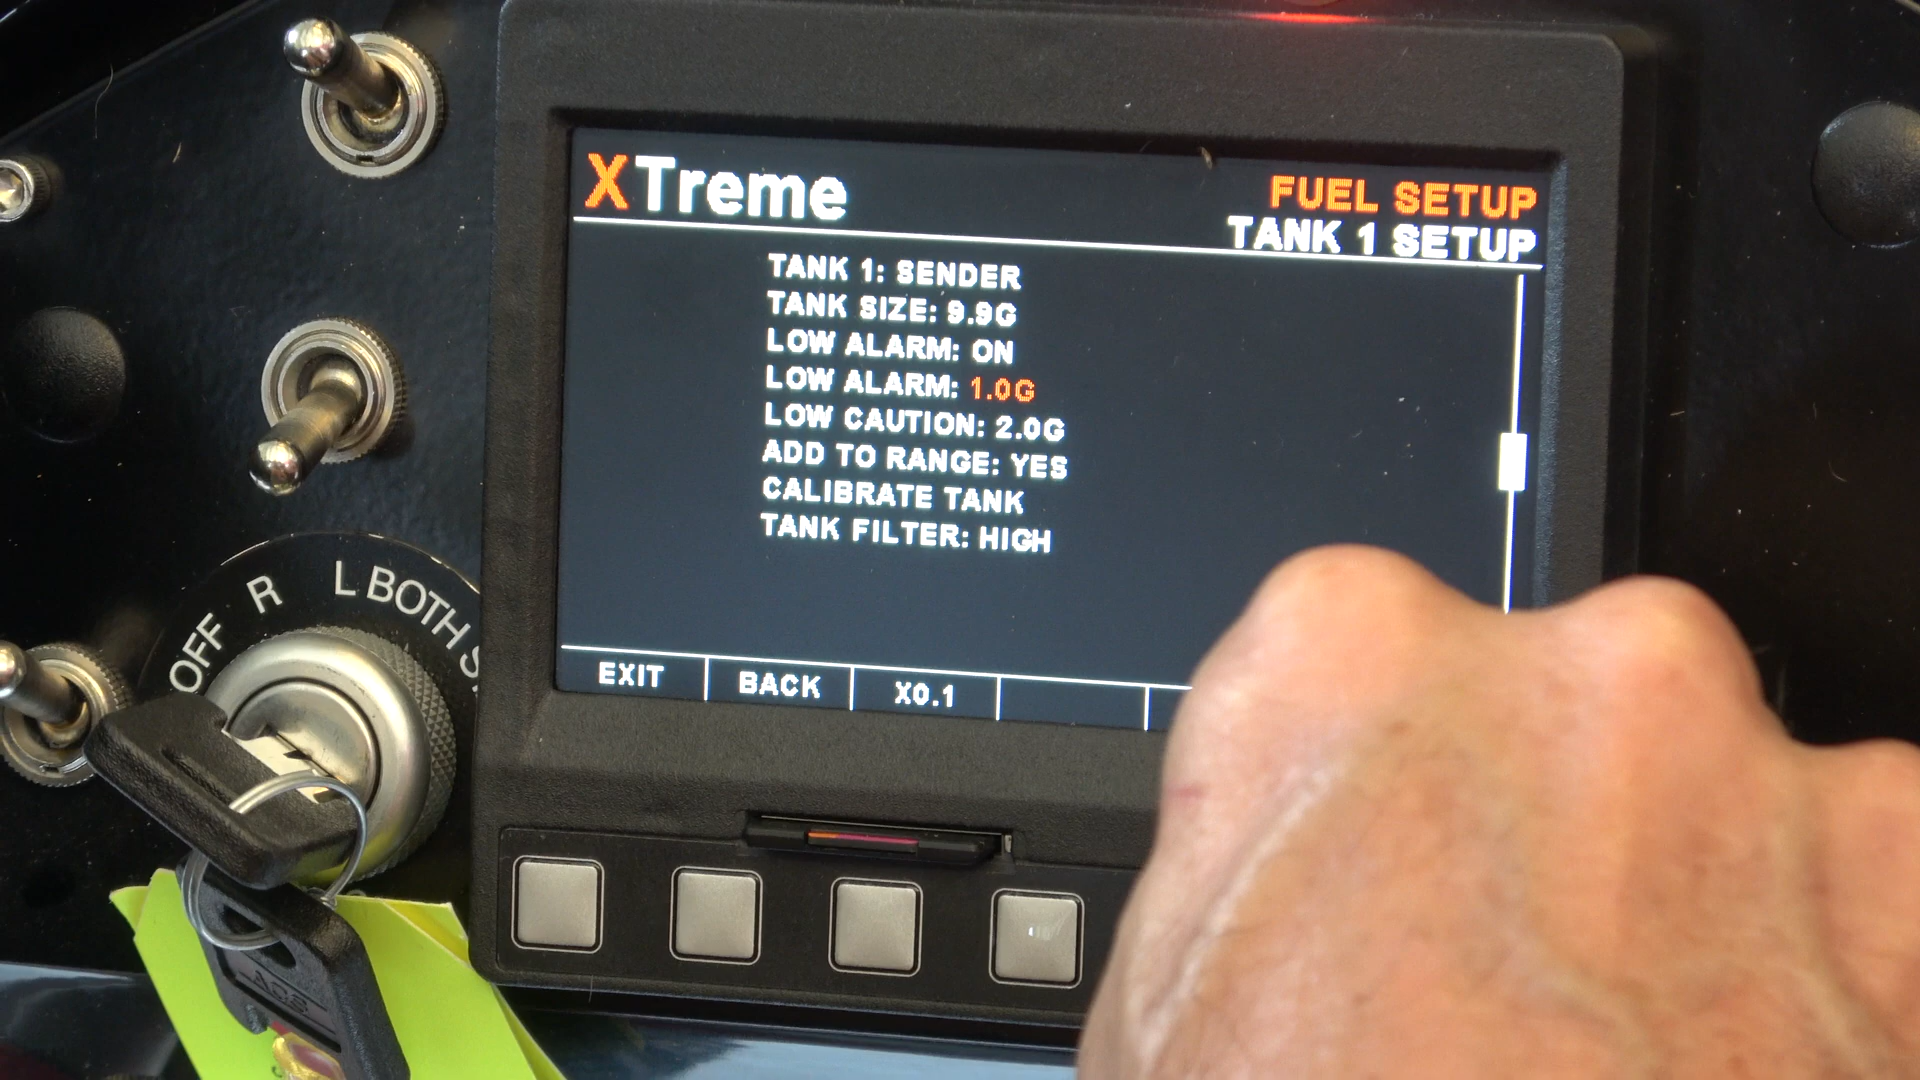 XTreme
FUEL SETUP
TANK 1 SETUP
TANK 1: SENDER
TANK SIZE: 9.9G
LOW ALARM: ON
LOW ALARM: 1.0G
LOW CAUTION: 2.0G
ADD TO RANGE: YES
CALIBRATE TANK
TANK FILTER: HIGH
EXIT BACK X0.1
OFF R L BOTH S
ACS